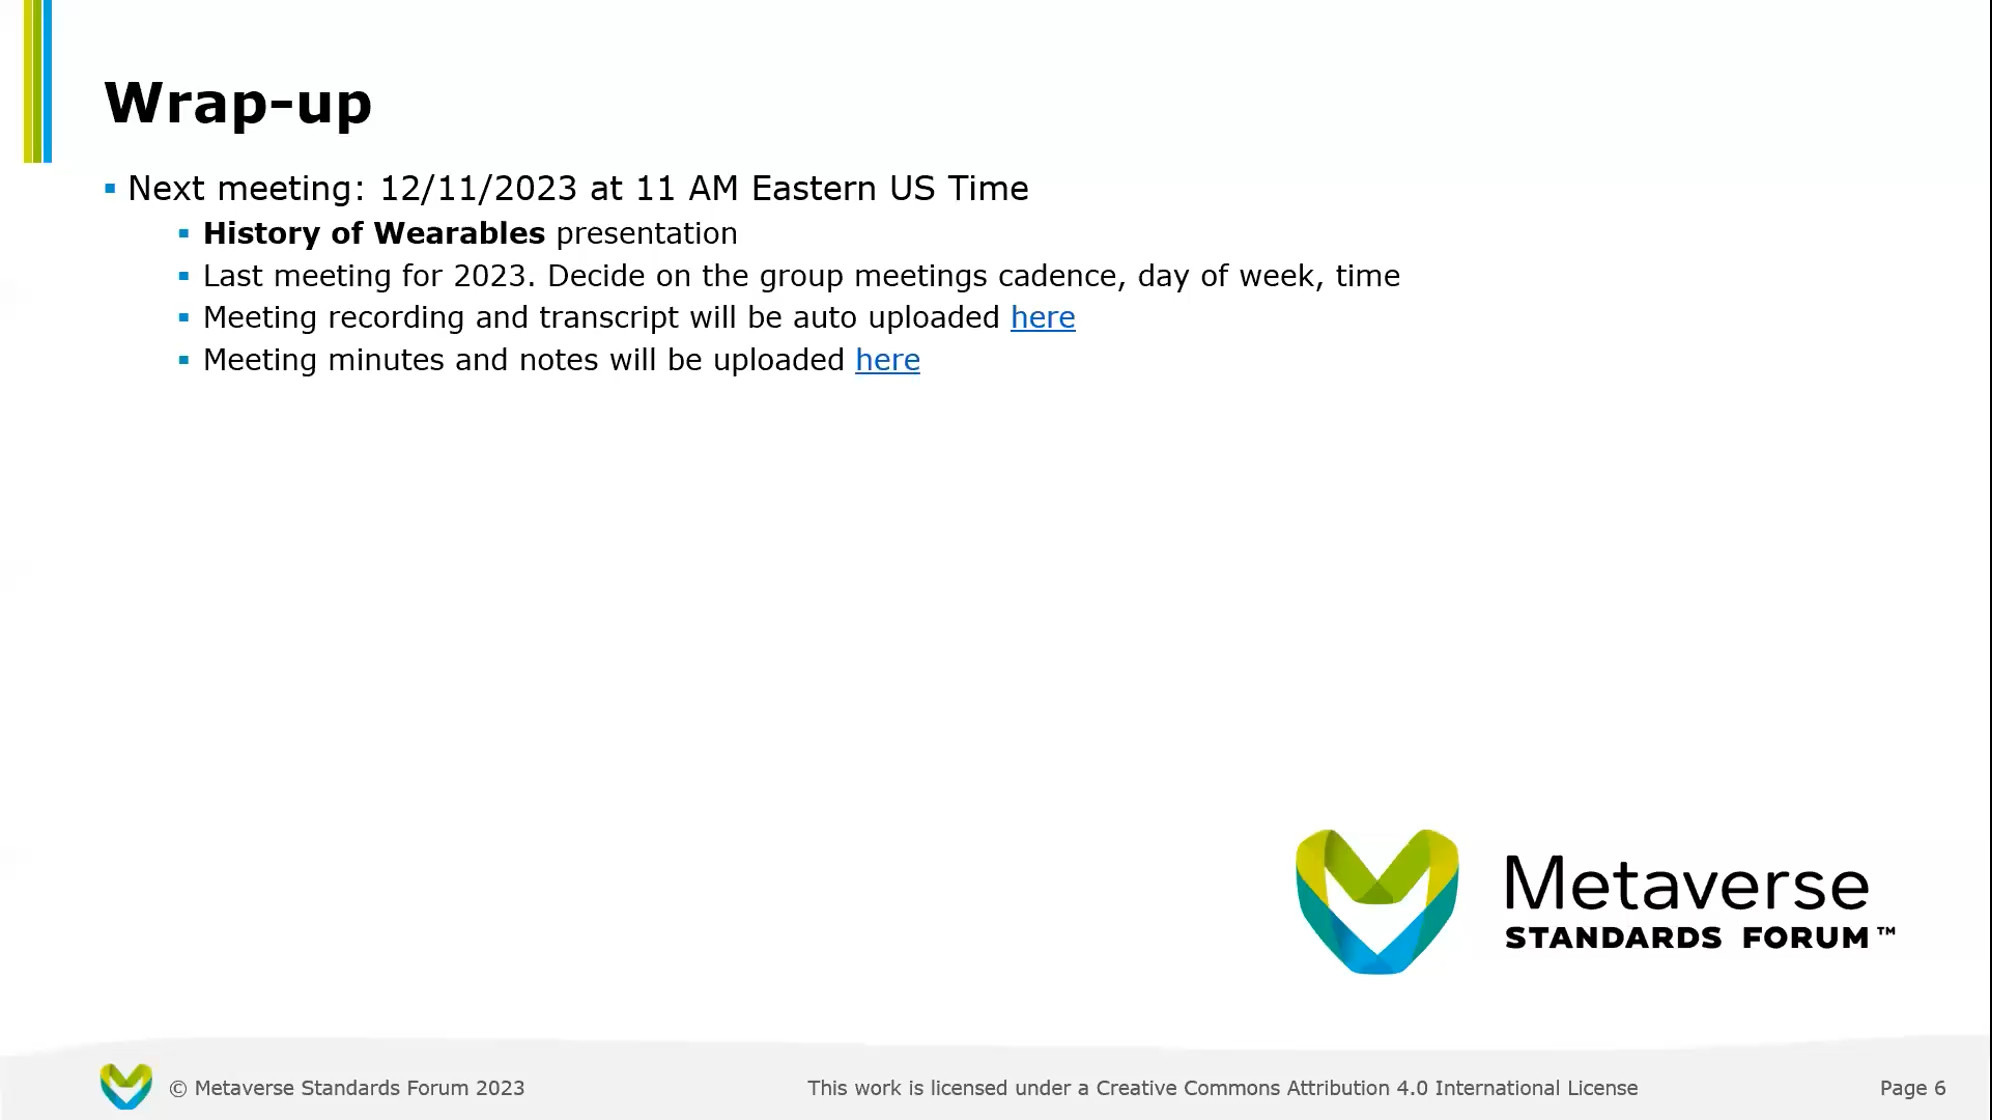 Wrap-up
Next meeting: 12/11/2023 at 11 AM Eastern US Time
History of Wearables presentation
Last meeting for 2023. Decide on the group meetings cadence, day of week, time
Meeting recording and transcript will be auto uploaded here
Meeting minutes and notes will be uploaded here
Metaverse
STANDARDS FORUM™
© Metaverse Standards Forum 2023
This work is licensed under a Creative Commons Attribution 4.0 International License
Page 6